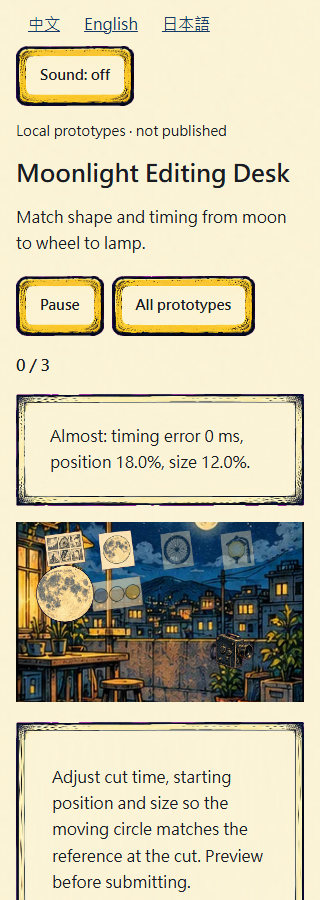 中文 English 日本語
Sound: off
Local prototypes · not published
Moonlight Editing Desk
Match shape and timing from moon
to wheel to lamp.
Pause All prototypes
0 / 3
Almost: timing error 0 ms,
position 18.0%, size 12.0%.
Adjust cut time, starting
position and size so the
moving circle matches the
reference at the cut. Preview
before submitting.